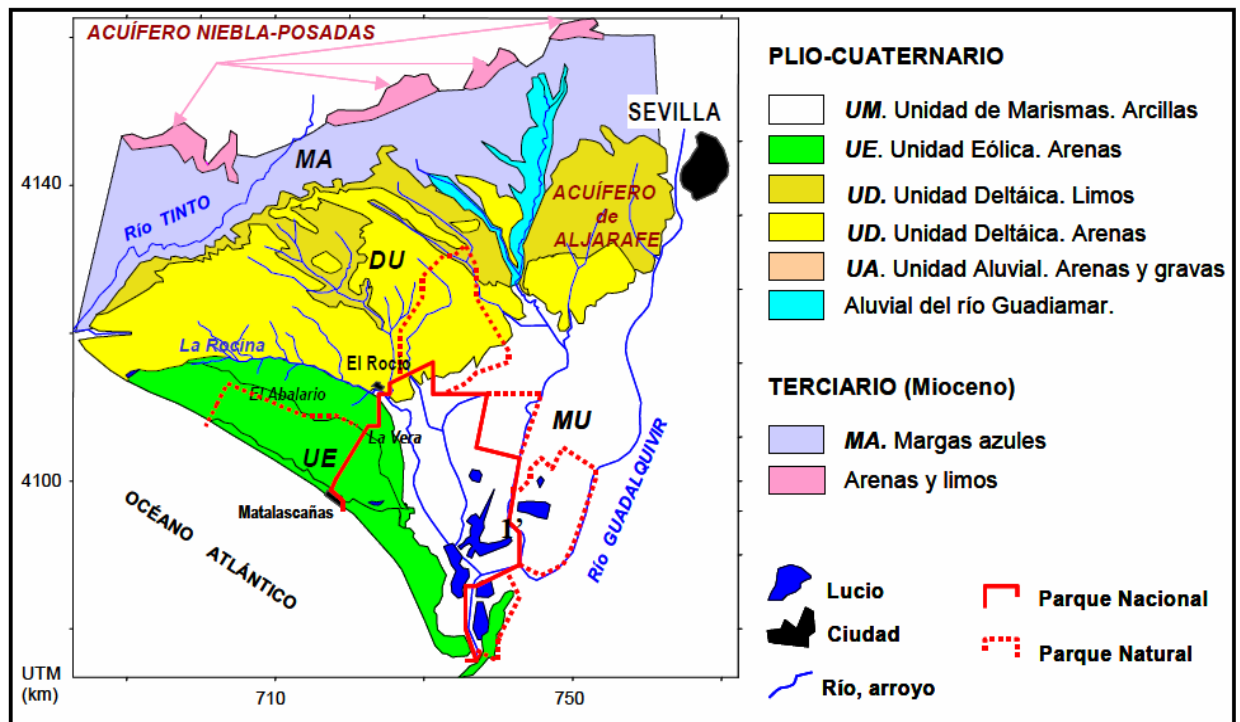 ACUÍFERO NIEBLA-POSADAS
SEVILLA
MA
4140
Río TINTO
ACUÍFERO
de
ALJARAFE
DU
La Rocina
El Rocío
El Abalario
La Vera
MU
UE
4100
Matalascañas
1'
Río GUADALQUIVIR
OCÉANO ATLÁNTICO
UTM
(km)
710
750
PLIO-CUATERNARIO
UM. Unidad de Marismas. Arcillas
UE. Unidad Eólica. Arenas
UD. Unidad Deltáica. Limos
UD. Unidad Deltáica. Arenas
UA. Unidad Aluvial. Arenas y gravas
Aluvial del río Guadiamar.
TERCIARIO (Mioceno)
MA. Margas azules
Arenas y limos
Lucio
Ciudad
Río, arroyo
Parque Nacional
Parque Natural